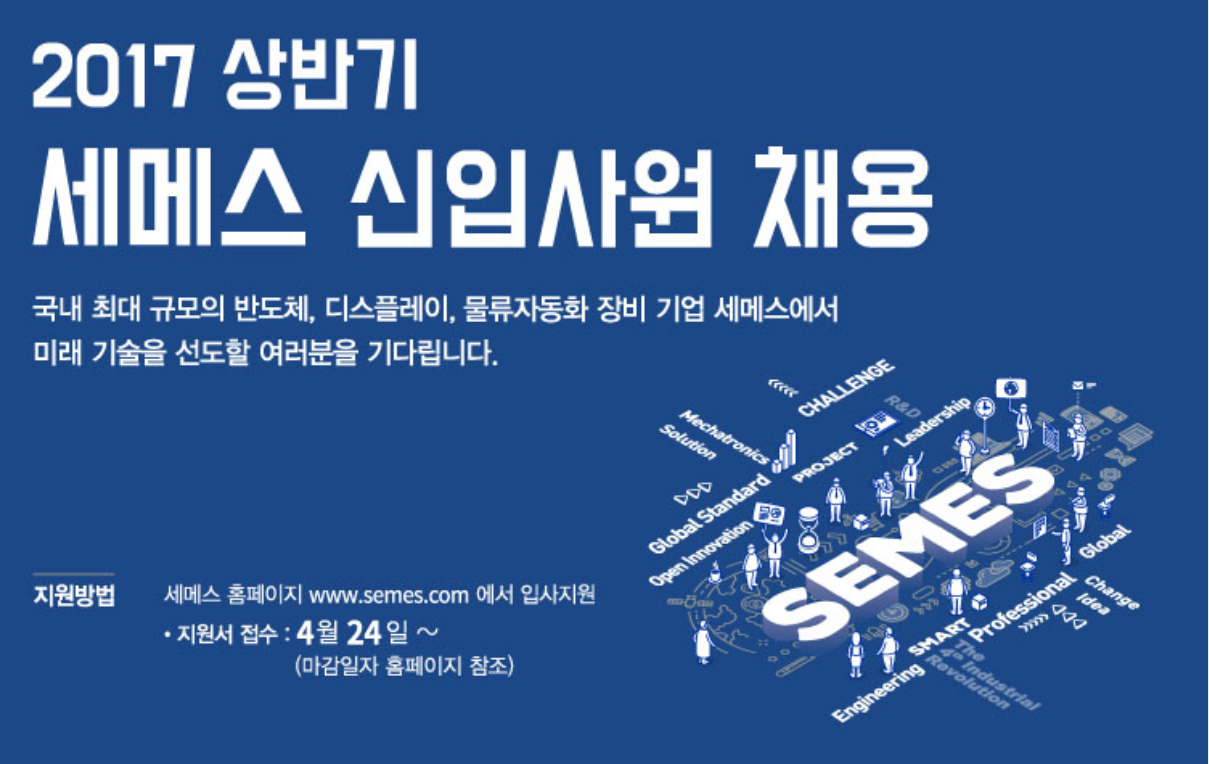 2017 상반기
세메스 신입사원 채용
국내 최대 규모의 반도체, 디스플레이, 물류자동화 장비 기업 세메스에서
미래 기술을 선도할 여러분을 기다립니다.
CHALLENGE
R&D
Leadership
Mechatronics
Solution
PROJECT
Global Standard
Open Innovation
SEMES
Global
Change
Idea
Professional
SMART
The
4th Industrial
Revolution
Engineering
지원방법
세메스 홈페이지 www.semes.com 에서 입사지원
• 지원서 접수 : 4월 24일 ~
(마감일자 홈페이지 참조)